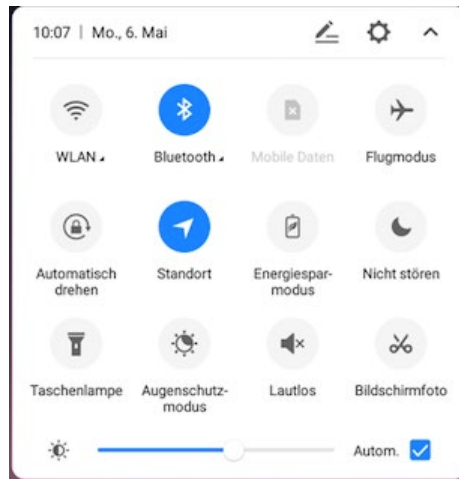 10:07 | Mo., 6. Mai
WLAN Bluetooth Mobile Daten Flugmodus
Automatisch Standort Energiespar- Nicht stören
drehen modus
Taschenlampe Augenschutz- Lautlos Bildschirmfoto
modus
Autom.